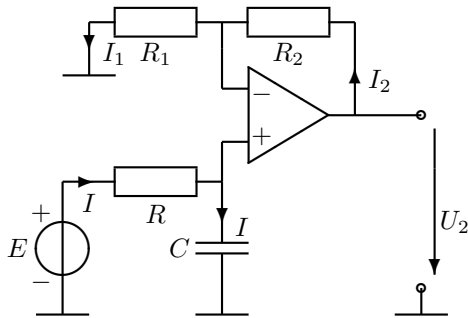 I₁ R₁ R₂
I₂
−
+
I R I
+
E C U₂
−